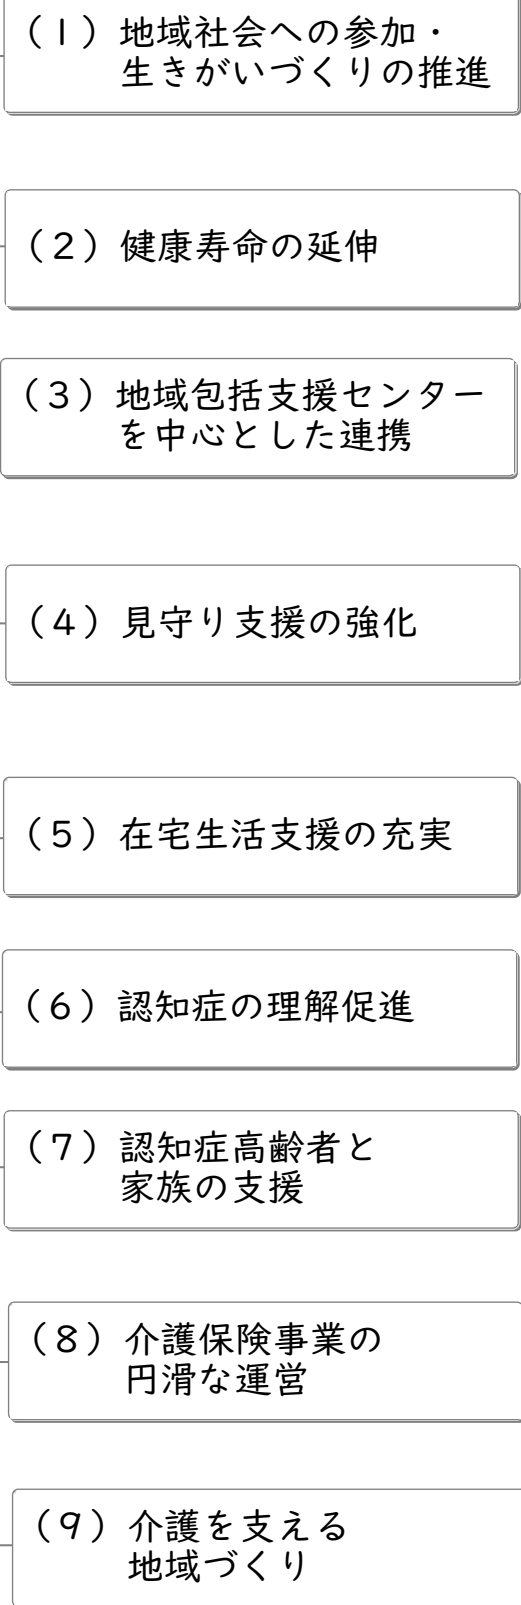 （１）地域社会への参加・
生きがいづくりの推進
（２）健康寿命の延伸
（３）地域包括支援センター
を中心とした連携
（４）見守り支援の強化
（５）在宅生活支援の充実
（６）認知症の理解促進
（７）認知症高齢者と
家族の支援
（８）介護保険事業の
円滑な運営
（９）介護を支える
地域づくり